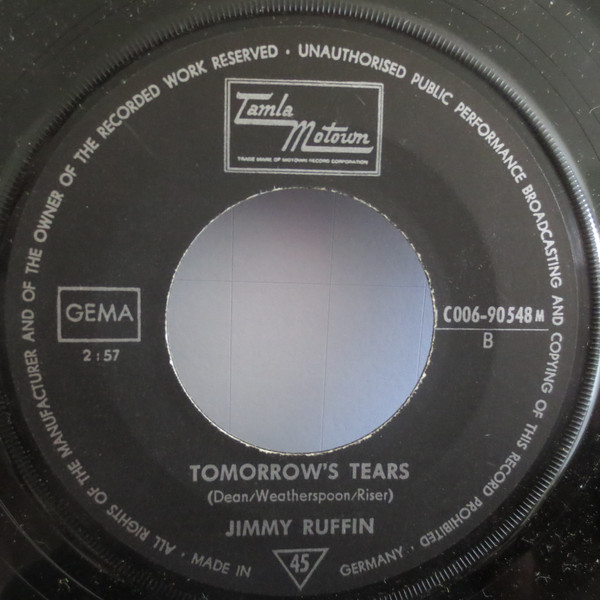 ALL RIGHTS OF THE MANUFACTURER AND OF THE OWNER OF THE RECORDED WORK RESERVED · UNAUTHORISED PUBLIC PERFORMANCE BROADCASTING AND COPYING OF THIS RECORD PROHIBITED
Tamla
Motown
TRADE MARK OF MOTOWN RECORD CORPORATION
GEMA
2:57
C006-90548 M
B
TOMORROW'S TEARS
(Dean/Weatherspoon/Riser)
JIMMY RUFFIN
· MADE IN 45 GERMANY ·